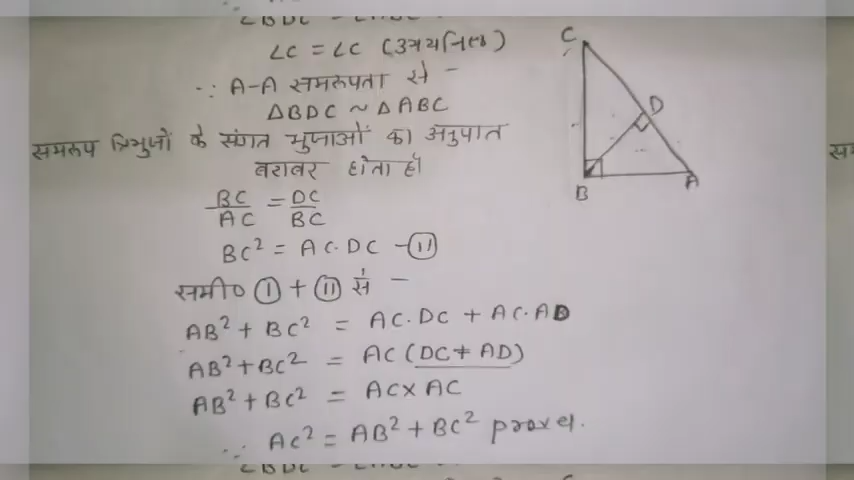 ∠C = ∠C (उभयनिष्ठ)
∵ A-A समरूपता से -
ΔBDC ~ ΔABC
समरूप त्रिभुजों के संगत भुजाओं का अनुपात
बराबर होता हैं
BC/AC = DC/BC
BC² = AC·DC -(ii)
समी० (i) + (ii) से -
AB² + BC² = AC·DC + AC·AD
AB² + BC² = AC (DC + AD)
AB² + BC² = AC × AC
∵ AC² = AB² + BC² proved.
C
D
B
A